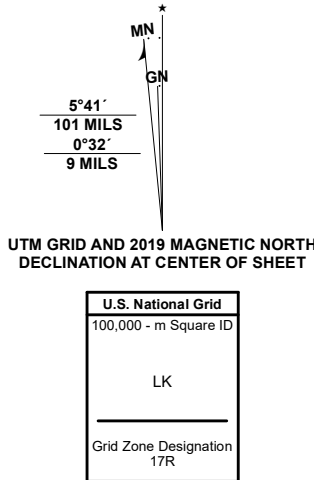 ★
MN
GN
5°41´
101 MILS
0°32´
9 MILS
UTM GRID AND 2019 MAGNETIC NORTH
DECLINATION AT CENTER OF SHEET
U.S. National Grid
100,000 - m Square ID
LK
Grid Zone Designation
17R